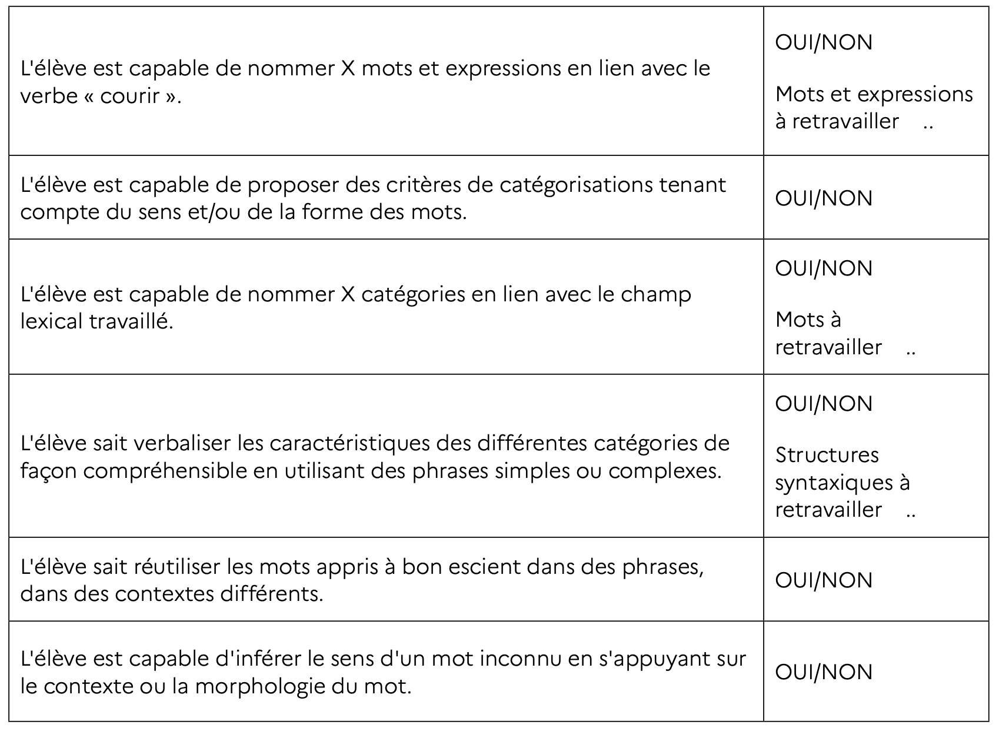 L'élève est capable de nommer X mots et expressions en lien avec le
verbe « courir ».
OUI/NON
Mots et expressions
à retravailler ..
L'élève est capable de proposer des critères de catégorisations tenant
compte du sens et/ou de la forme des mots.
OUI/NON
L'élève est capable de nommer X catégories en lien avec le champ
lexical travaillé.
OUI/NON
Mots à
retravailler ..
L'élève sait verbaliser les caractéristiques des différentes catégories de
façon compréhensible en utilisant des phrases simples ou complexes.
OUI/NON
Structures
syntaxiques à
retravailler ..
L'élève sait réutiliser les mots appris à bon escient dans des phrases,
dans des contextes différents.
OUI/NON
L'élève est capable d'inférer le sens d'un mot inconnu en s'appuyant sur
le contexte ou la morphologie du mot.
OUI/NON